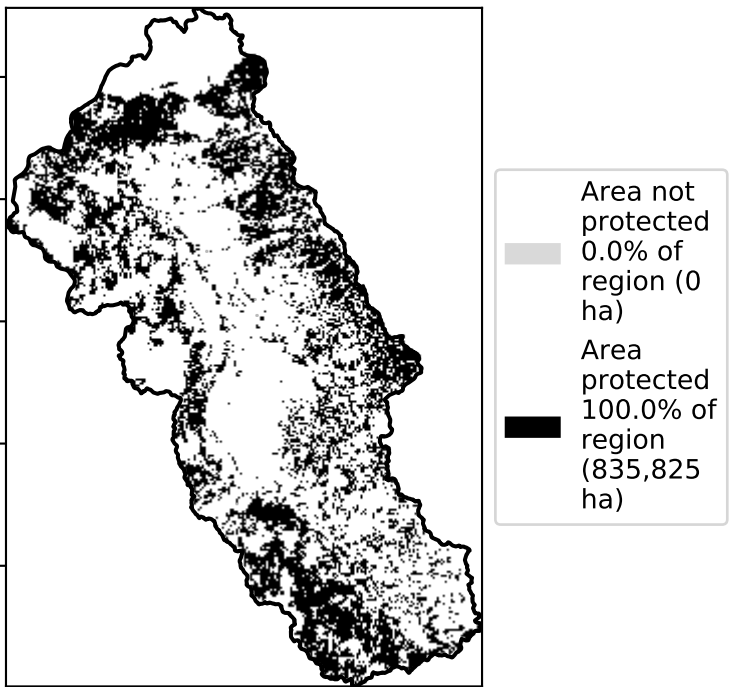 Area not
protected
0.0% of
region (0
ha)
Area
protected
100.0% of
region
(835,825
ha)